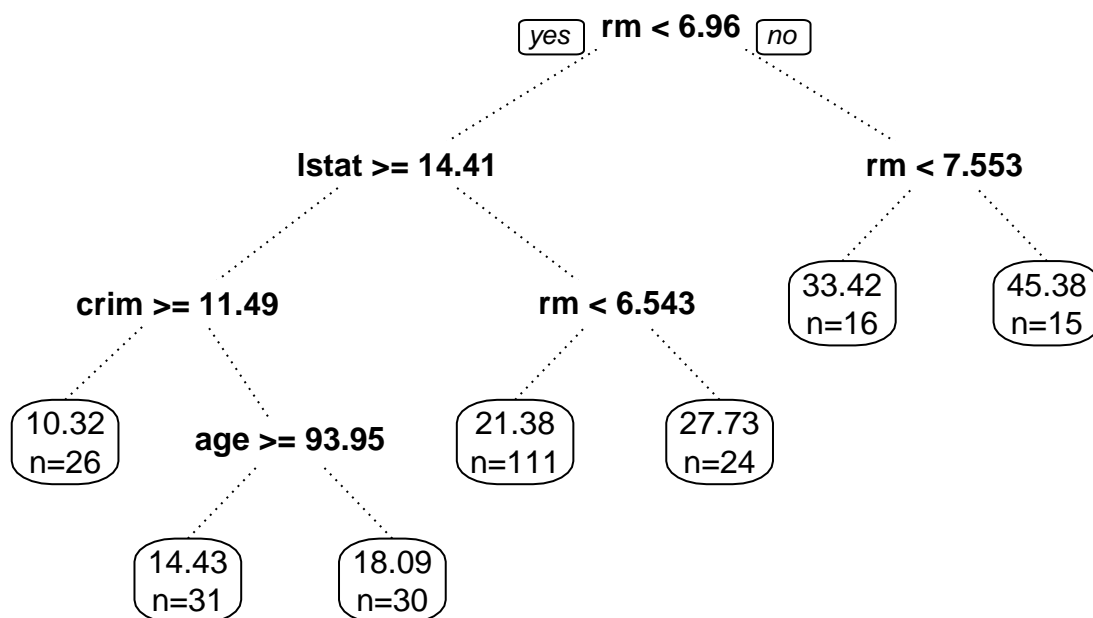 yes
rm < 6.96
no
lstat >= 14.41
rm < 7.553
crim >= 11.49
rm < 6.543
33.42
n=16
45.38
n=15
10.32
n=26
age >= 93.95
21.38
n=111
27.73
n=24
14.43
n=31
18.09
n=30